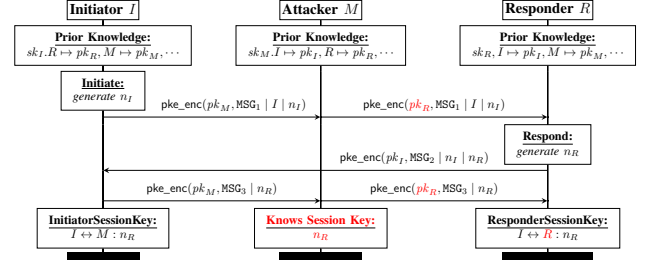 Initiator I
Attacker M
Responder R
Prior Knowledge:
sk_I. R ↦ pk_R, M ↦ pk_M, ···
Prior Knowledge:
sk_M. I ↦ pk_I, R ↦ pk_R, ···
Prior Knowledge:
sk_R, I ↦ pk_I, M ↦ pk_M, ···
Initiate:
generate n_I
pke_enc(pk_M, MSG_1 | I | n_I)
pke_enc(pk_R, MSG_1 | I | n_I)
Respond:
generate n_R
pke_enc(pk_I, MSG_2 | n_I | n_R)
pke_enc(pk_M, MSG_3 | n_R)
pke_enc(pk_R, MSG_3 | n_R)
InitiatorSessionKey:
I ↔ M : n_R
Knows Session Key:
n_R
ResponderSessionKey:
I ↔ R : n_R